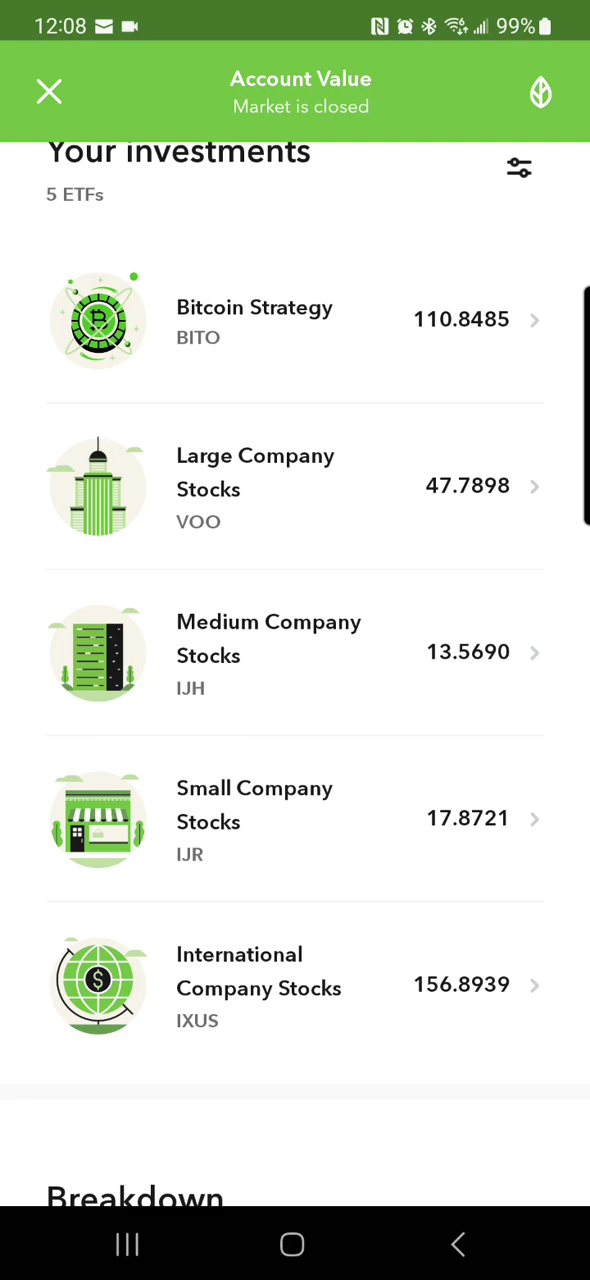 12:08 99%
Account Value
Market is closed
Your investments
5 ETFs
Bitcoin Strategy
BITO
110.8485
Large Company
Stocks
VOO
47.7898
Medium Company
Stocks
IJH
13.5690
Small Company
Stocks
IJR
17.8721
International
Company Stocks
IXUS
156.8939
Breakdown